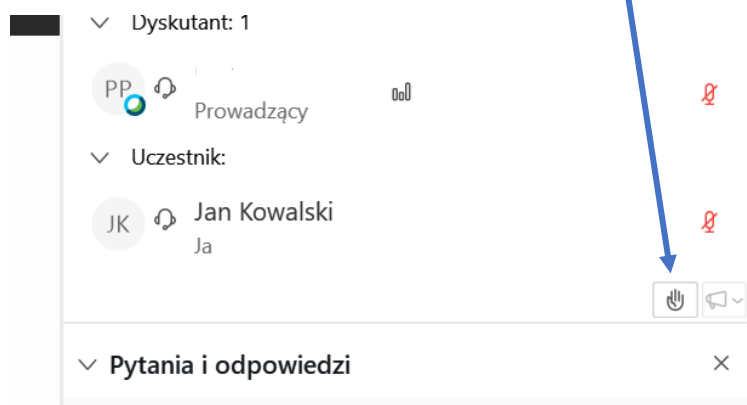 Dyskutant: 1
PP
Prowadzący
Uczestnik:
JK
Jan Kowalski
Ja
Pytania i odpowiedzi